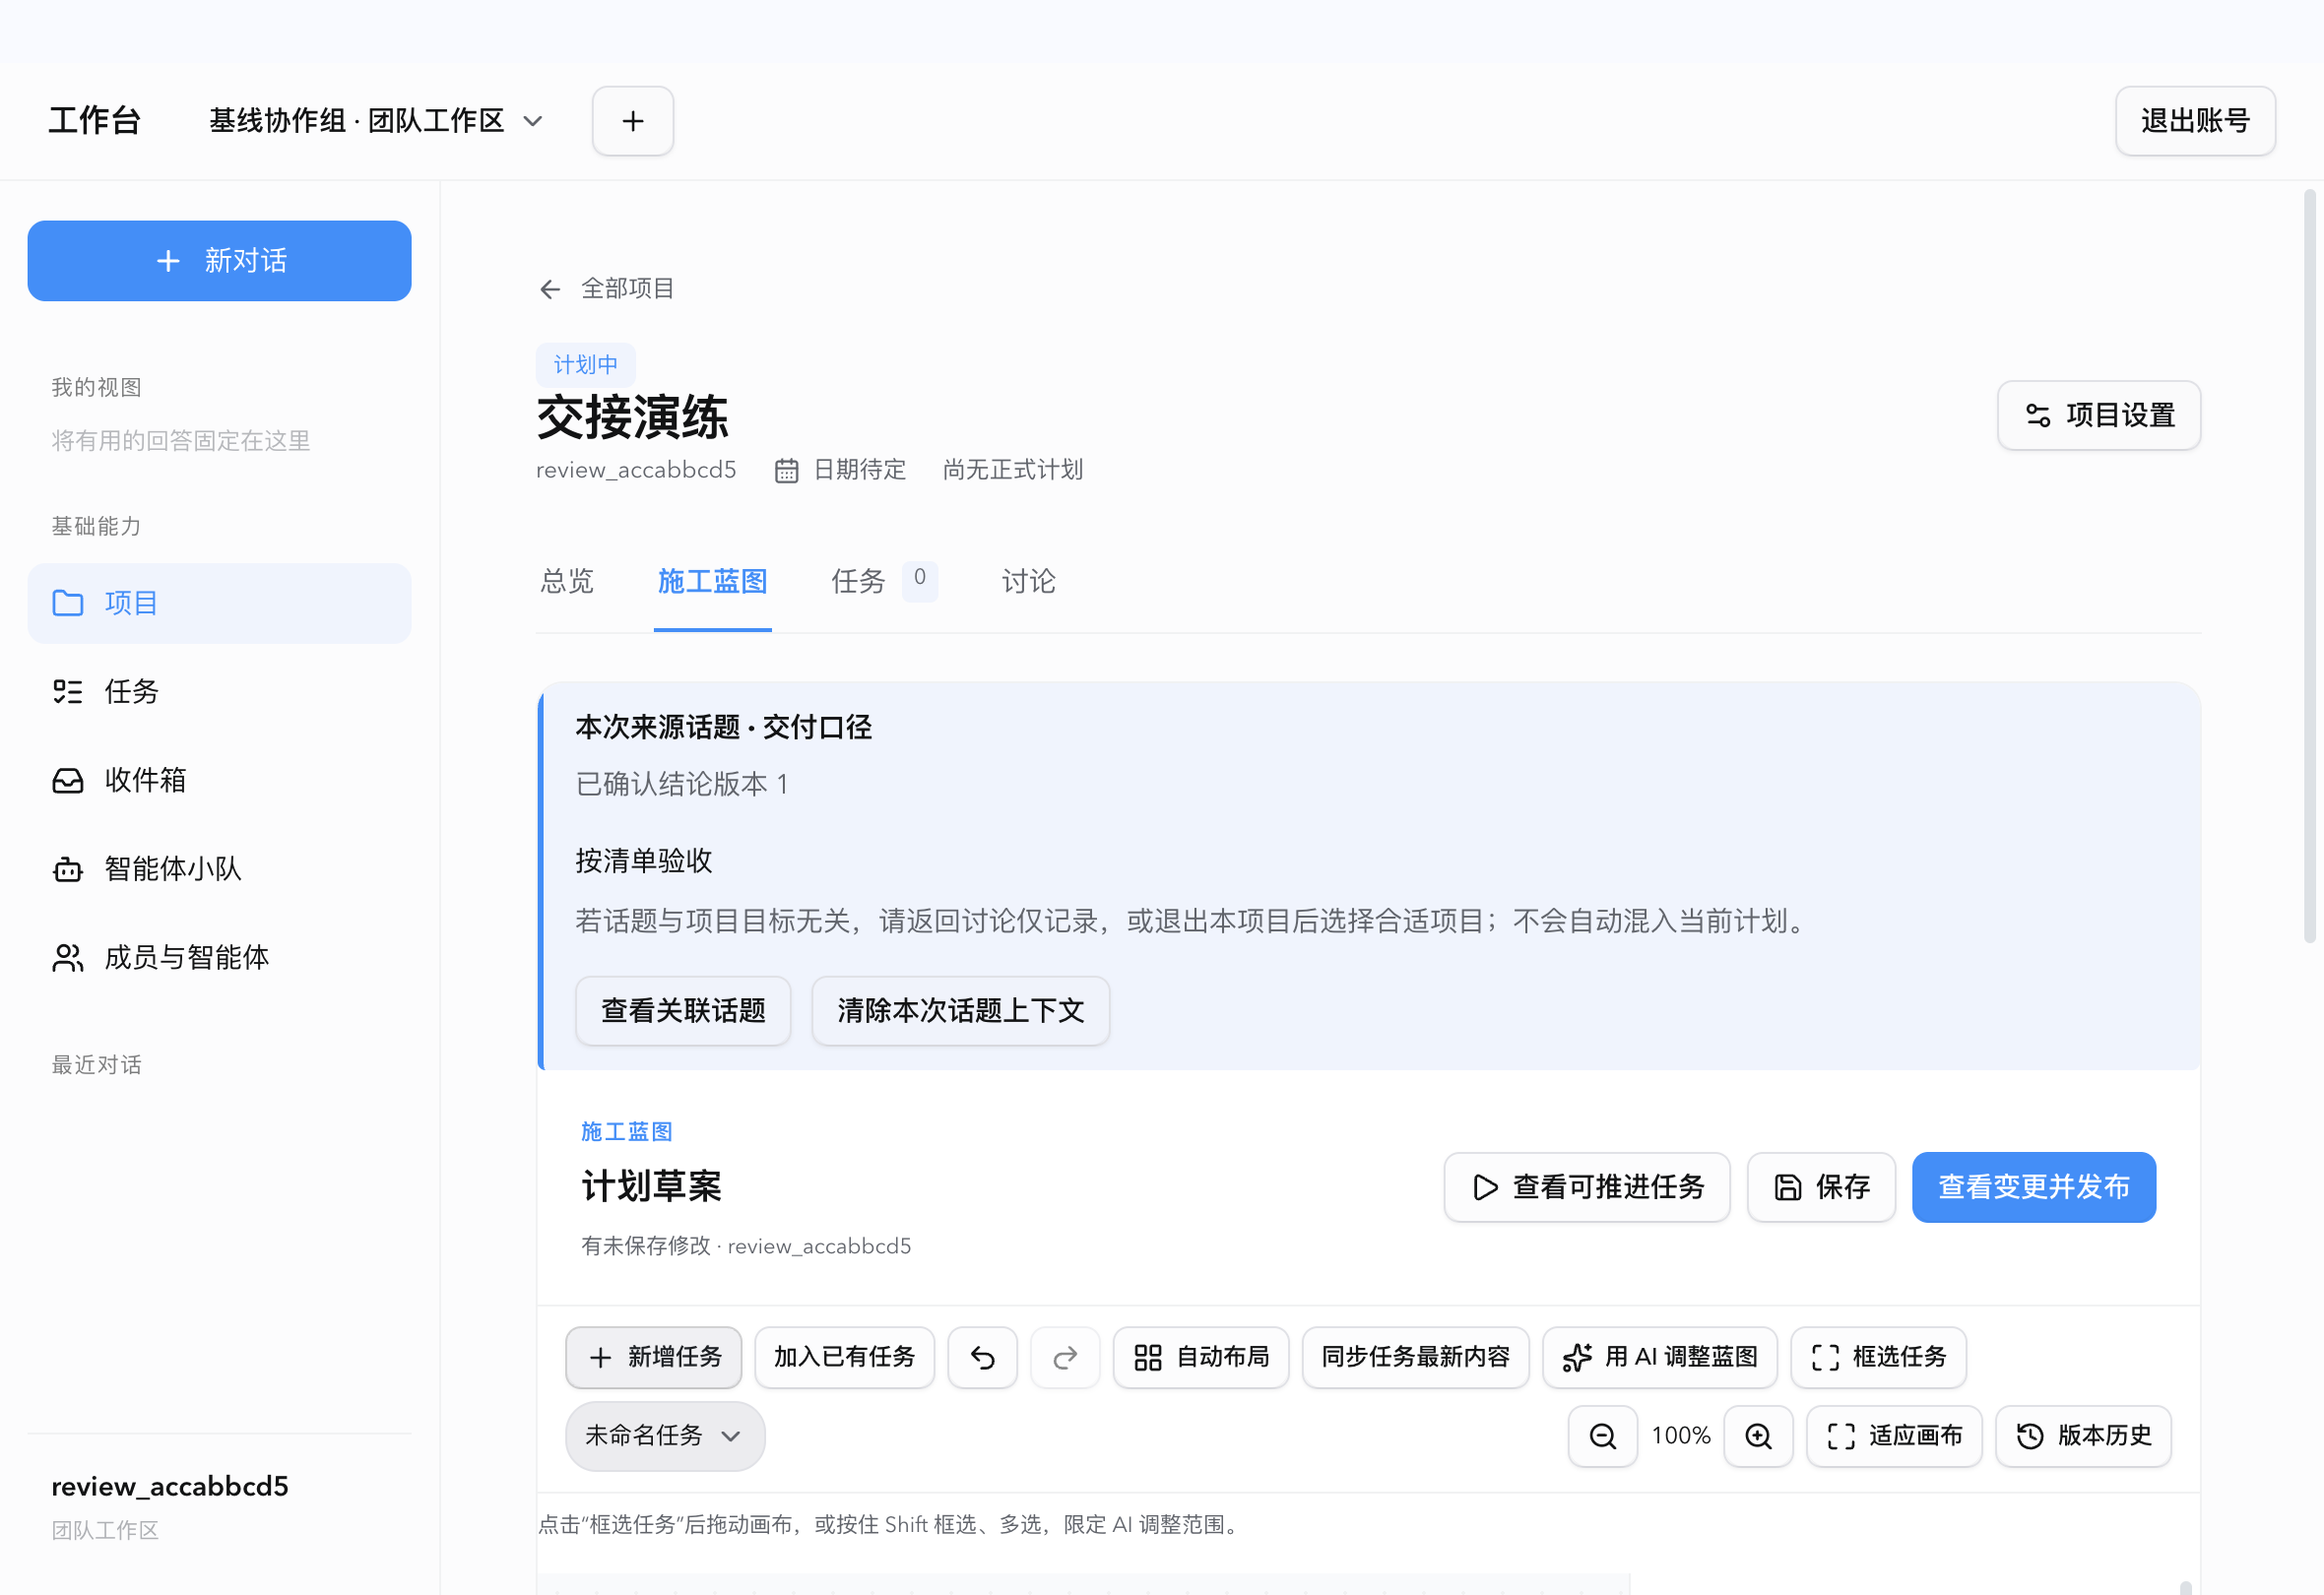 工作台
基线协作组 · 团队工作区
退出账号
新对话
我的视图
将有用的回答固定在这里
基础能力
项目
任务
收件箱
智能体小队
成员与智能体
最近对话
review_accabbcd5
团队工作区
全部项目
计划中
交接演练
项目设置
review_accabbcd5 日期待定 尚无正式计划
总览 施工蓝图 任务 0 讨论
本次来源话题 · 交付口径
已确认结论版本 1
按清单验收
若话题与项目目标无关，请返回讨论仅记录，或退出本项目后选择合适项目；不会自动混入当前计划。
查看关联话题 清除本次话题上下文
施工蓝图
计划草案
有未保存修改 · review_accabbcd5
查看可推进任务 保存 查看变更并发布
新增任务 加入已有任务 自动布局 同步任务最新内容 用 AI 调整蓝图 框选任务
未命名任务 100% 适应画布 版本历史
点击“框选任务”后拖动画布，或按住 Shift 框选、多选，限定 AI 调整范围。